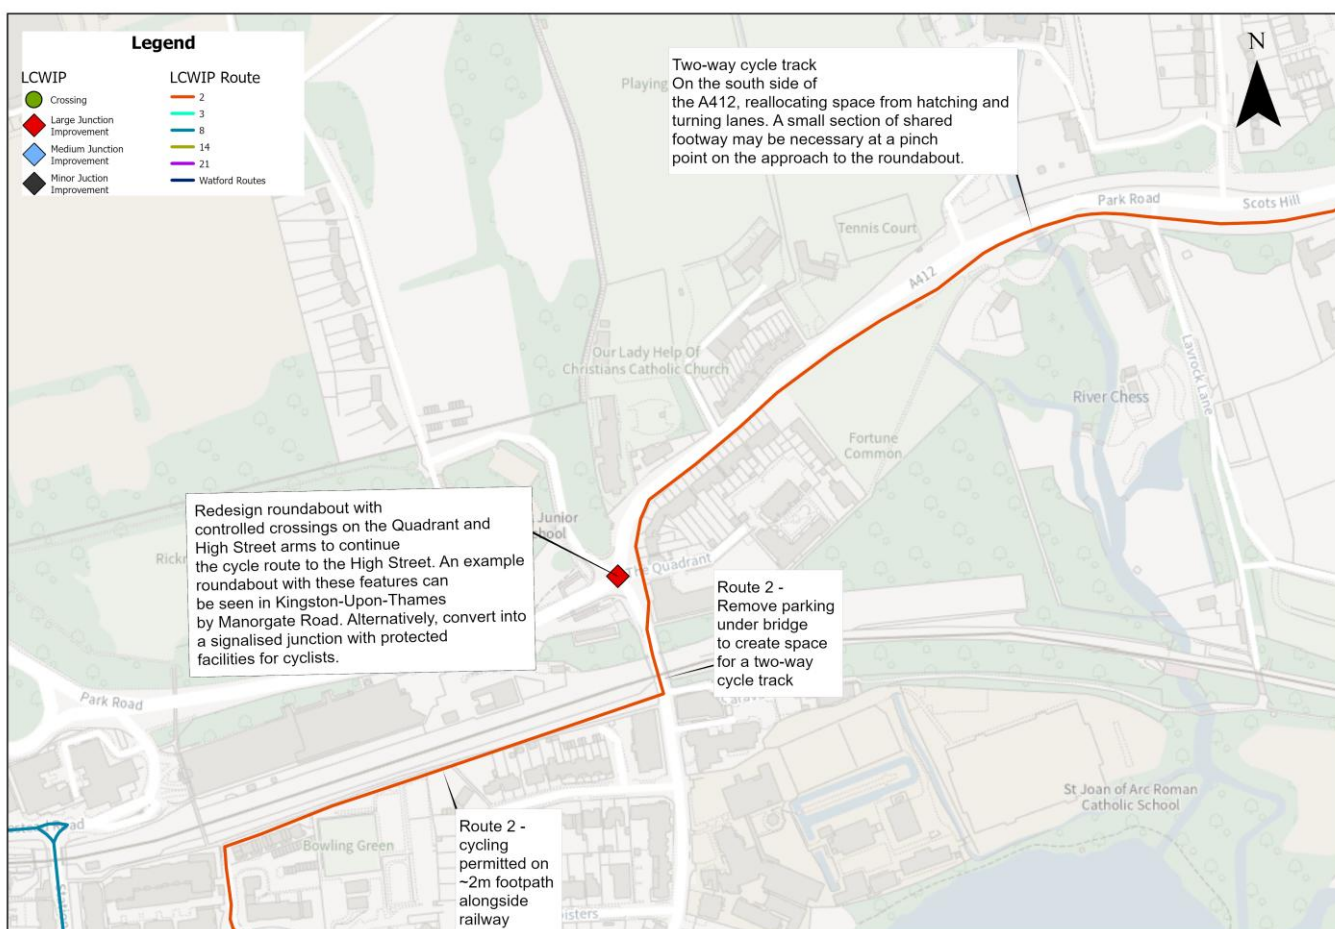 Legend
LCWIP
Crossing
Large Junction
Improvement
Medium Junction
Improvement
Minor Juction
Improvement
LCWIP Route
2
3
8
14
21
Watford Routes
Two-way cycle track
On the south side of
the A412, reallocating space from hatching and
turning lanes. A small section of shared
footway may be necessary at a pinch
point on the approach to the roundabout.
N
Playing
Park Road
Scots Hill
Tennis Court
A412
Lavrock Lane
River Chess
Our Lady Help Of
Christians Catholic Church
Fortune
Common
Redesign roundabout with
controlled crossings on the Quadrant and
High Street arms to continue
the cycle route to the High Street. An example
roundabout with these features can
be seen in Kingston-Upon-Thames
by Manorgate Road. Alternatively, convert into
a signalised junction with protected
facilities for cyclists.
Junior
The Quadrant
Route 2 -
Remove parking
under bridge
to create space
for a two-way
cycle track
Park Road
St Joan of Arc Roman
Catholic School
Road
Bowling Green
Route 2 -
cycling
permitted on
~2m footpath
alongside
railway